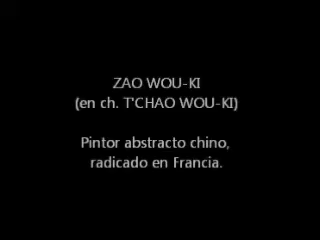 ZAO WOU-KI
(en ch. T'CHAO WOU-KI)
Pintor abstracto chino,
radicado en Francia.